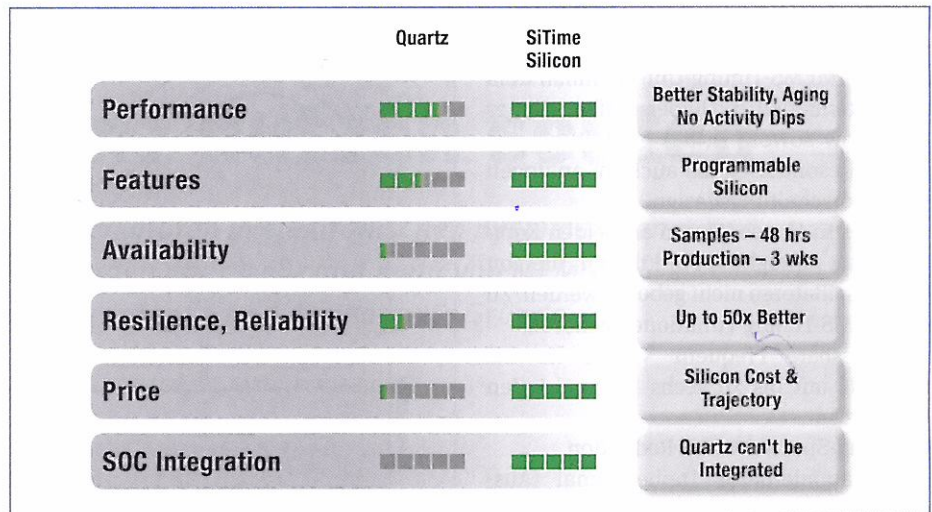 Quartz
SiTime
Silicon
Performance
Better Stability, Aging
No Activity Dips
Features
Programmable
Silicon
Availability
Samples – 48 hrs
Production – 3 wks
Resilience, Reliability
Up to 50x Better
Price
Silicon Cost &
Trajectory
SOC Integration
Quartz can't be
Integrated